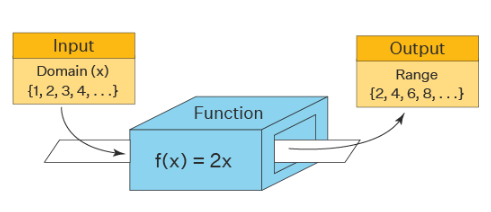 Input
Domain (x)
{1, 2, 3, 4, . . .}
Function
f(x) = 2x
Output
Range
{2, 4, 6, 8, . . .}